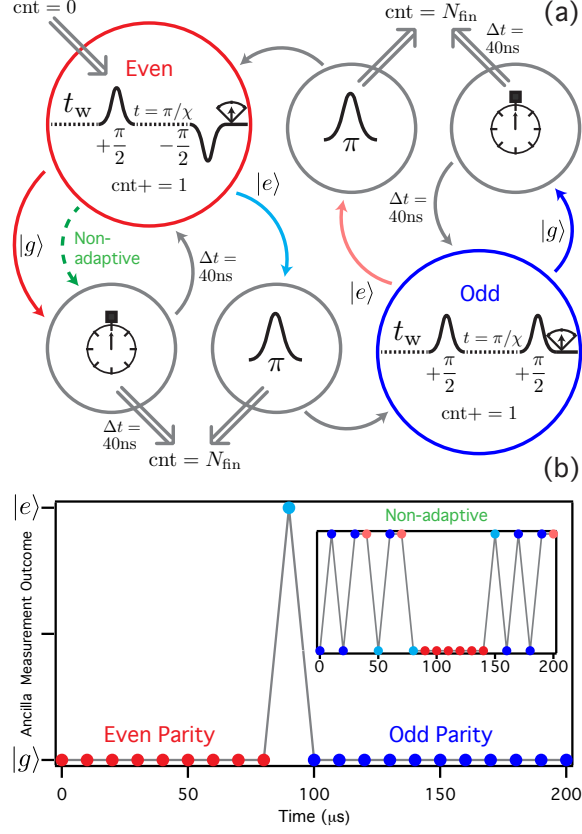 cnt = 0
cnt = N_fin
(a)
Δt =
40ns
Even
t_w
t = π/χ
+π/2
−π/2
cnt+ = 1
π
|e⟩
|g⟩
Non-
adaptive
Δt =
40ns
Δt =
40ns
|e⟩
|g⟩
Odd
t_w
t = π/χ
+π/2
+π/2
cnt+ = 1
π
Δt =
40ns
cnt = N_fin
(b)
|e⟩
|g⟩
Ancilla Measurement Outcome
Non-adaptive
0 50 100 150 200
Even Parity
Odd Parity
0 50 100 150 200
Time (μs)